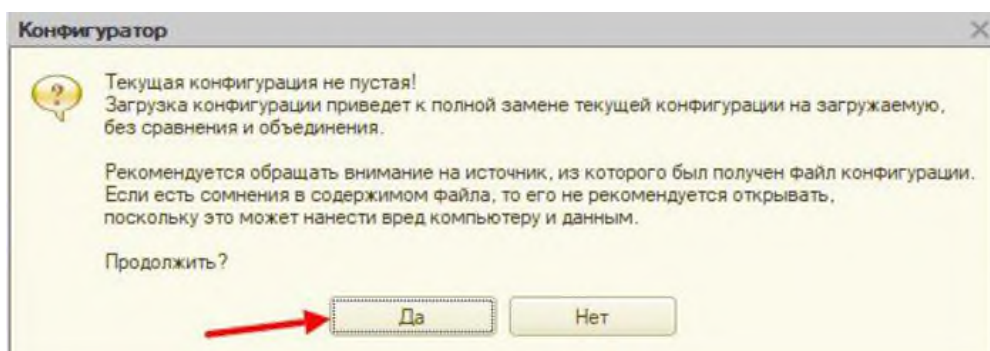 Конфигуратор
Текущая конфигурация не пустая!
Загрузка конфигурации приведет к полной замене текущей конфигурации на загружаемую,
без сравнения и объединения.
Рекомендуется обращать внимание на источник, из которого был получен файл конфигурации.
Если есть сомнения в содержимом файла, то его не рекомендуется открывать,
поскольку это может нанести вред компьютеру и данным.
Продолжить?
Да Нет